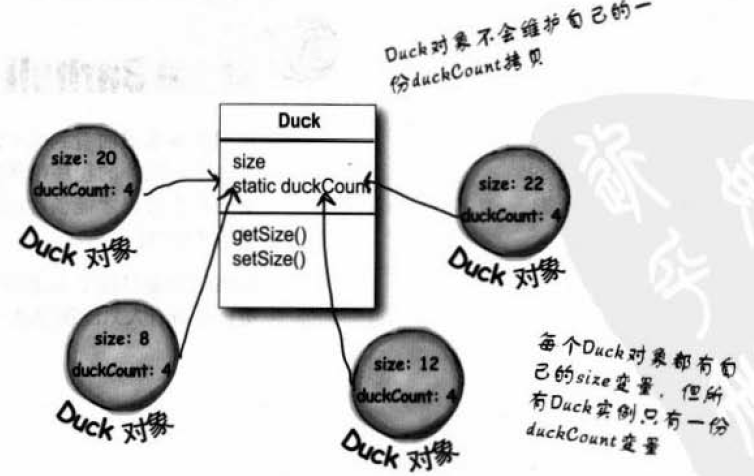 Duck对象不会维护自己的一
份duckCount拷贝
Duck
size
static duckCount
getSize()
setSize()
size: 20
duckCount: 4
Duck 对象
size: 22
duckCount: 4
Duck 对象
size: 8
duckCount: 4
Duck 对象
size: 12
duckCount: 4
Duck 对象
每个Duck对象都有自
己的size变量，但所
有Duck实例只有一份
duckCount变量